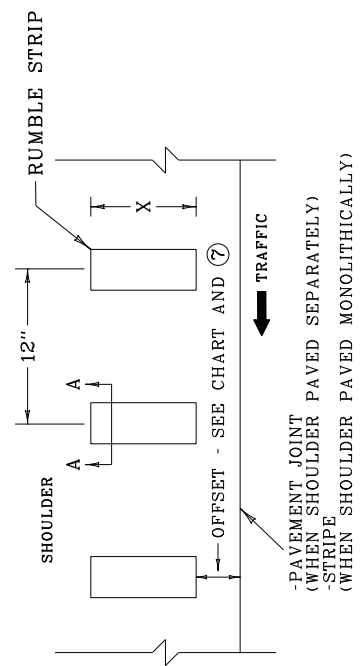 RUMBLE STRIP
12"
X
A
A
SHOULDER
OFFSET - SEE CHART AND 7
TRAFFIC
-PAVEMENT JOINT
(WHEN SHOULDER PAVED SEPARATELY)
-STRIPE
(WHEN SHOULDER PAVED MONOLITHICALLY)